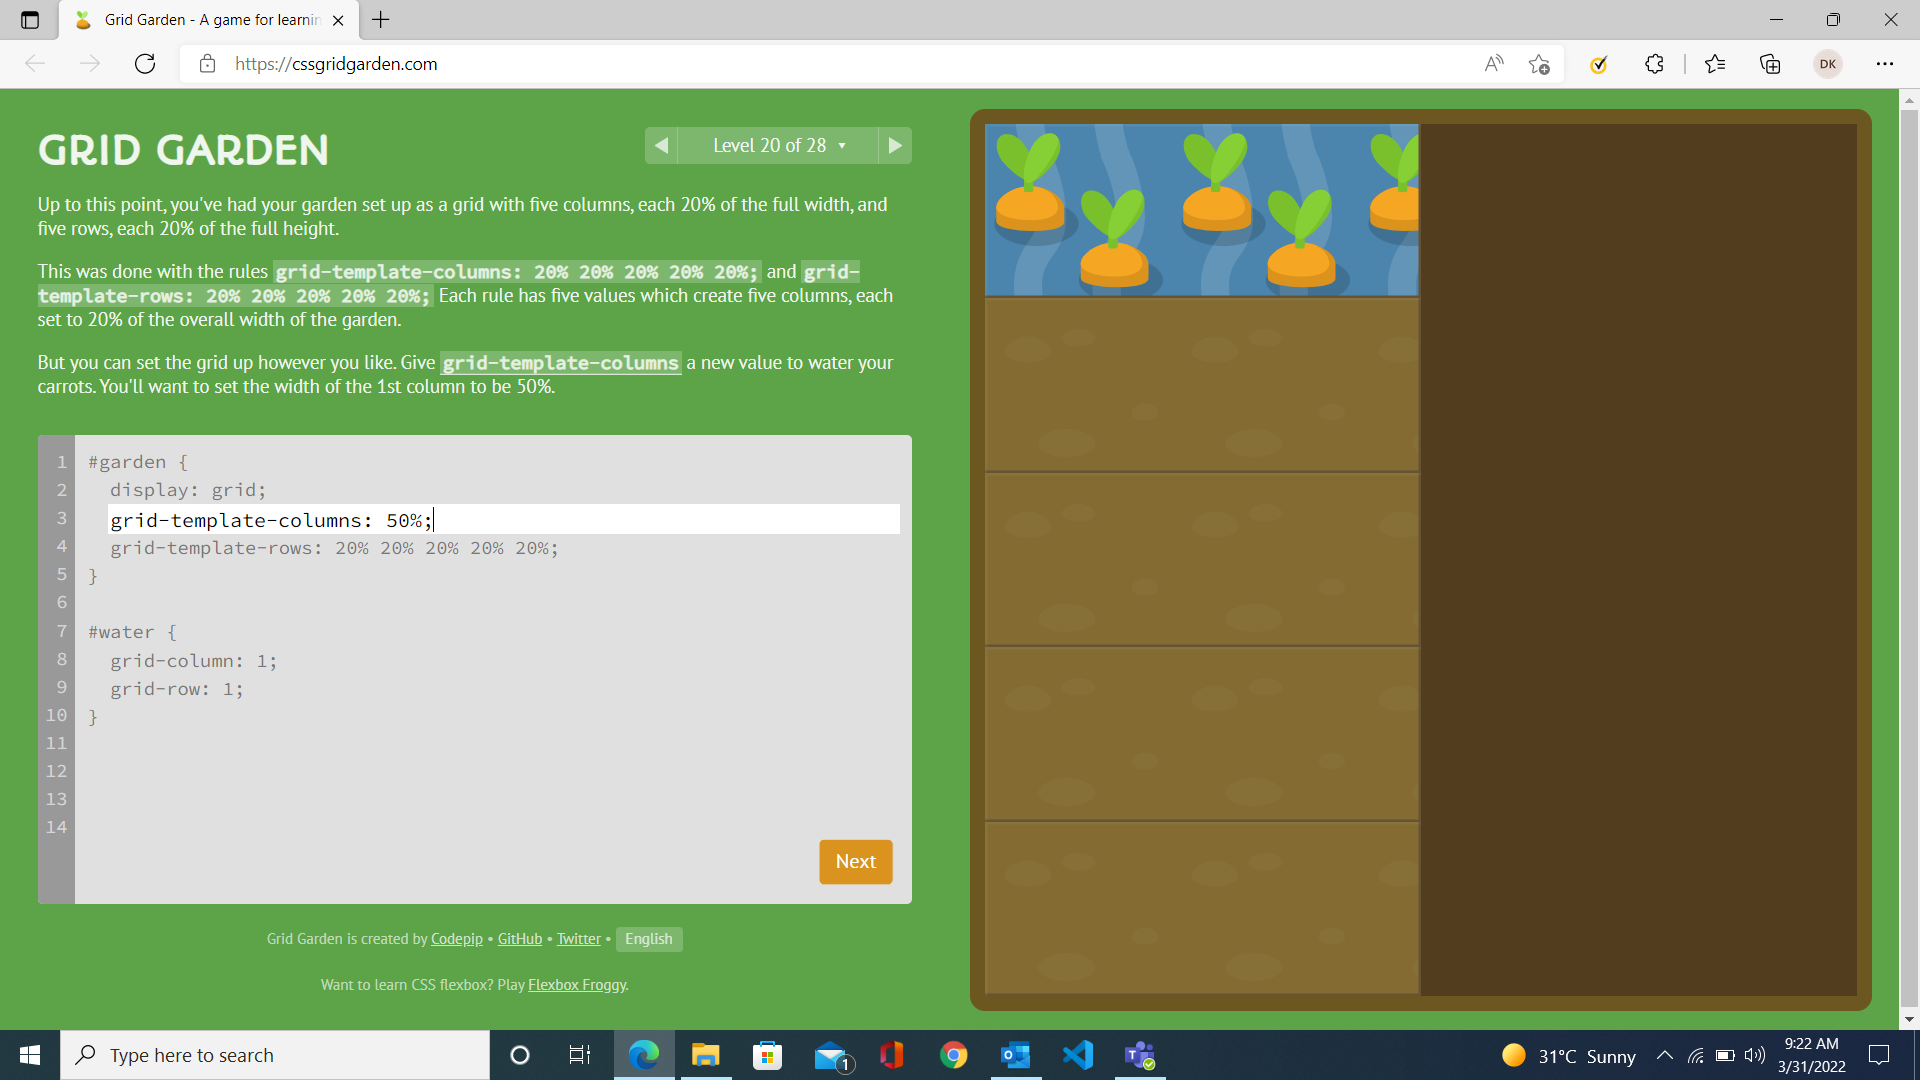 Grid Garden - A game for learnin
https://cssgridgarden.com
DK
GRID GARDEN
Level 20 of 28
Up to this point, you've had your garden set up as a grid with five columns, each 20% of the full width, and
five rows, each 20% of the full height.
This was done with the rules grid-template-columns: 20% 20% 20% 20% 20%; and grid-
template-rows: 20% 20% 20% 20% 20%; Each rule has five values which create five columns, each
set to 20% of the overall width of the garden.
But you can set the grid up however you like. Give grid-template-columns a new value to water your
carrots. You'll want to set the width of the 1st column to be 50%.
1 #garden {
2 display: grid;
3 grid-template-columns: 50%;
4 grid-template-rows: 20% 20% 20% 20% 20%;
5 }
6
7 #water {
8 grid-column: 1;
9 grid-row: 1;
10 }
11
12
13
14
Next
Grid Garden is created by Codepip • GitHub • Twitter • English
Want to learn CSS flexbox? Play Flexbox Froggy.
Type here to search
1
31°C Sunny
9:22 AM
3/31/2022